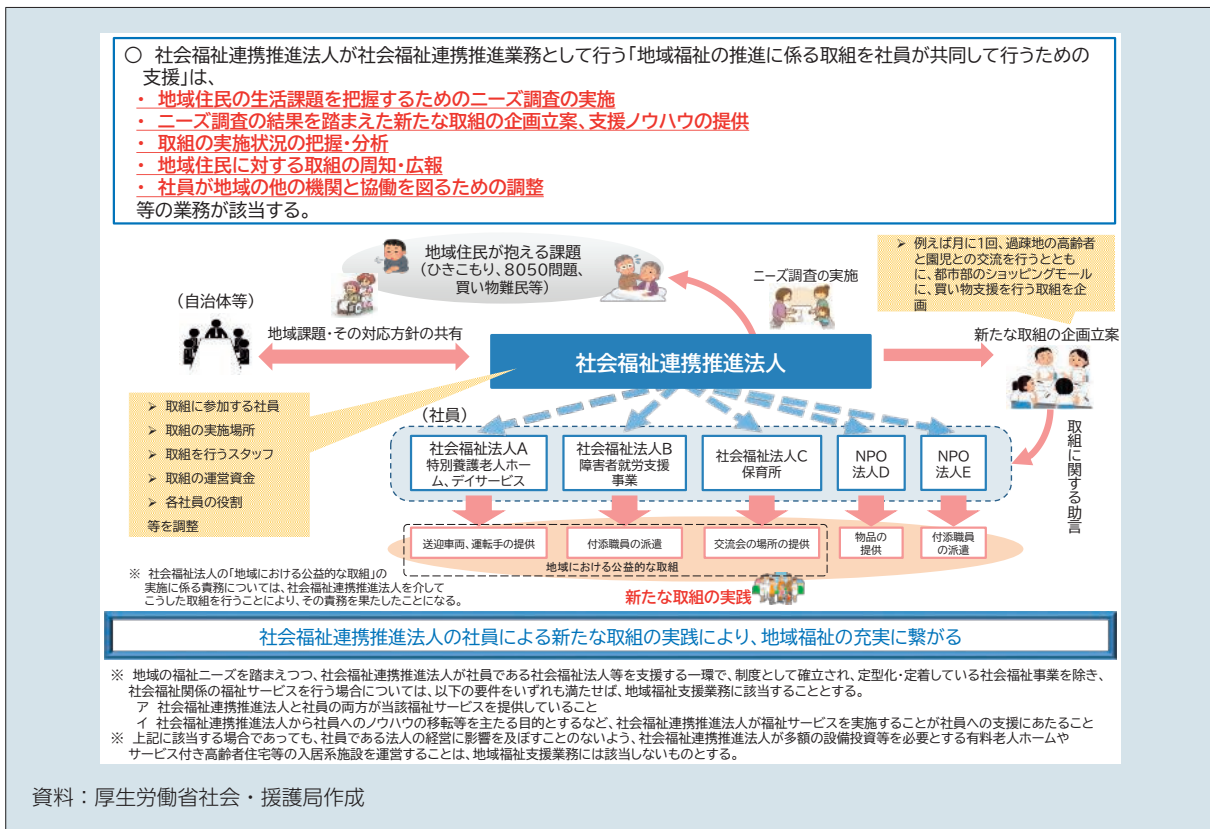 ○ 社会福祉連携推進法人が社会福祉連携推進業務として行う「地域福祉の推進に係る取組を社員が共同して行うための
支援」は、
・ 地域住民の生活課題を把握するためのニーズ調査の実施
・ ニーズ調査の結果を踏まえた新たな取組の企画立案、支援ノウハウの提供
・ 取組の実施状況の把握・分析
・ 地域住民に対する取組の周知・広報
・ 社員が地域の他の機関と協働を図るための調整
等の業務が該当する。
地域住民が抱える課題
(ひきこもり、8050問題、
買い物難民等)
ニーズ調査の実施
➢ 例えば月に1回、過疎地の高齢者
と園児との交流を行うととも
に、都市部のショッピングモール
に、買い物支援を行う取組を企
画
(自治体等)
地域課題・その対応方針の共有
社会福祉連携推進法人
新たな取組の企画立案
➢ 取組に参加する社員
➢ 取組の実施場所
➢ 取組を行うスタッフ
➢ 取組の運営資金
➢ 各社員の役割
等を調整
(社員)
社会福祉法人A
特別養護老人ホー
ム、デイサービス
社会福祉法人B
障害者就労支援
事業
社会福祉法人C
保育所
NPO
法人D
NPO
法人E
取組に関する助言
送迎車両、運転手の提供
付添職員の派遣
交流会の場所の提供
物品の
提供
付添職員
の派遣
地域における公益的な取組
※ 社会福祉法人の「地域における公益的な取組」の
実施に係る責務については、社会福祉連携推進法人を介して
こうした取組を行うことにより、その責務を果たしたことになる。
新たな取組の実践
社会福祉連携推進法人の社員による新たな取組の実践により、地域福祉の充実に繋がる
※ 地域の福祉ニーズを踏まえつつ、社会福祉連携推進法人が社員である社会福祉法人等を支援する一環で、制度として確立され、定型化・定着している社会福祉事業を除き、
社会福祉関係の福祉サービスを行う場合については、以下の要件をいずれも満たせば、地域福祉支援業務に該当することとする。
ア 社会福祉連携推進法人と社員の両方が当該福祉サービスを提供していること
イ 社会福祉連携推進法人から社員へのノウハウの移転等を主たる目的とするなど、社会福祉連携推進法人が福祉サービスを実施することが社員への支援にあたること
※ 上記に該当する場合であっても、社員である法人の経営に影響を及ぼすことのないよう、社会福祉連携推進法人が多額の設備投資等を必要とする有料老人ホームや
サービス付き高齢者住宅等の入居系施設を運営することは、地域福祉支援業務には該当しないものとする。
資料：厚生労働省社会・援護局作成